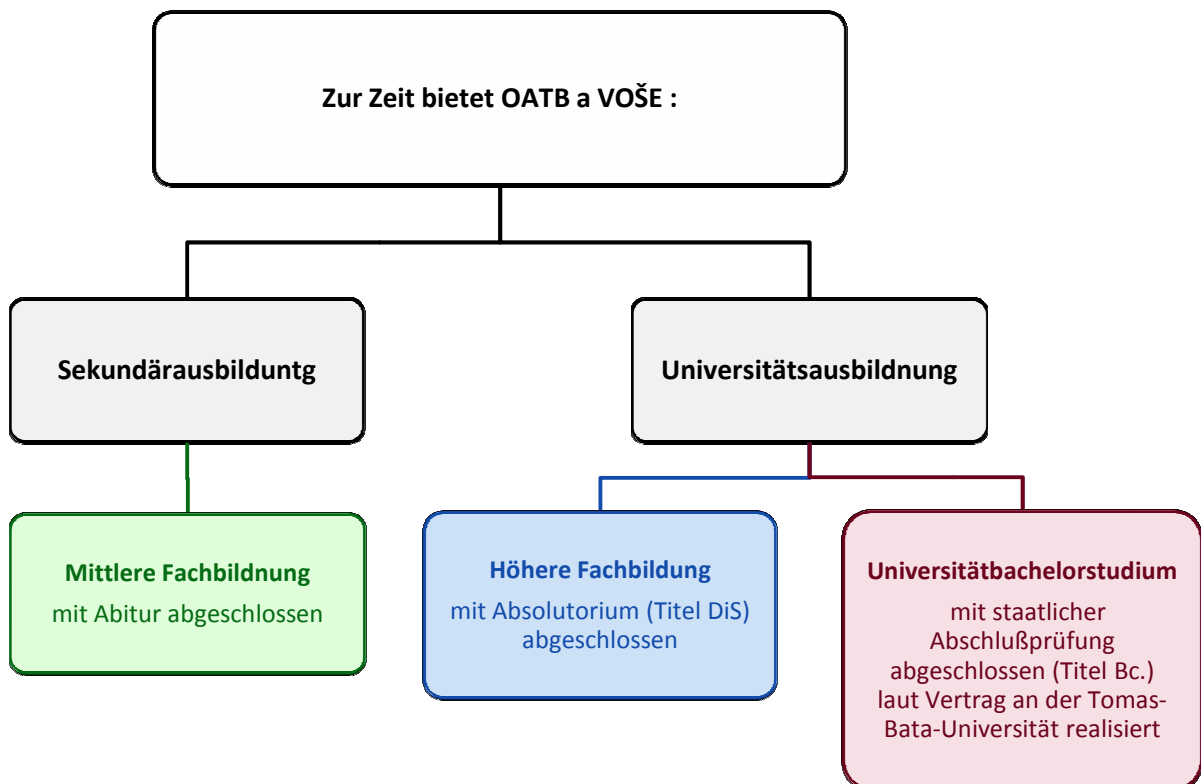 Zur Zeit bietet OATB a VOŠE :
Sekundärausbilduntg
Universitätsausbildnung
Mittlere Fachbildnung
mit Abitur abgeschlossen
Höhere Fachbildung
mit Absolutorium (Titel DiS)
abgeschlossen
Universitätbachelorstudium
mit staatlicher
Abschlußprüfung
abgeschlossen (Titel Bc.)
laut Vertrag an der Tomas-
Bata-Universität realisiert